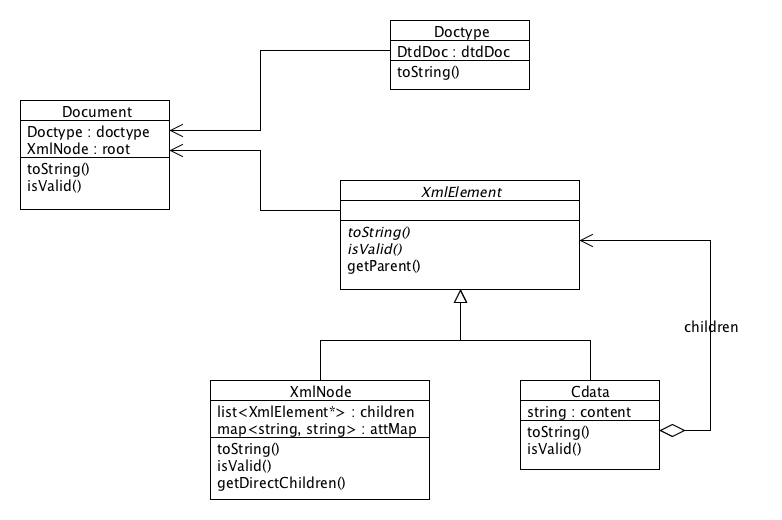 Doctype
DtdDoc : dtdDoc
toString()
Document
Doctype : doctype
XmlNode : root
toString()
isValid()
XmlElement
toString()
isValid()
getParent()
children
XmlNode
list<XmlElement*> : children
map<string, string> : attMap
toString()
isValid()
getDirectChildren()
Cdata
string : content
toString()
isValid()